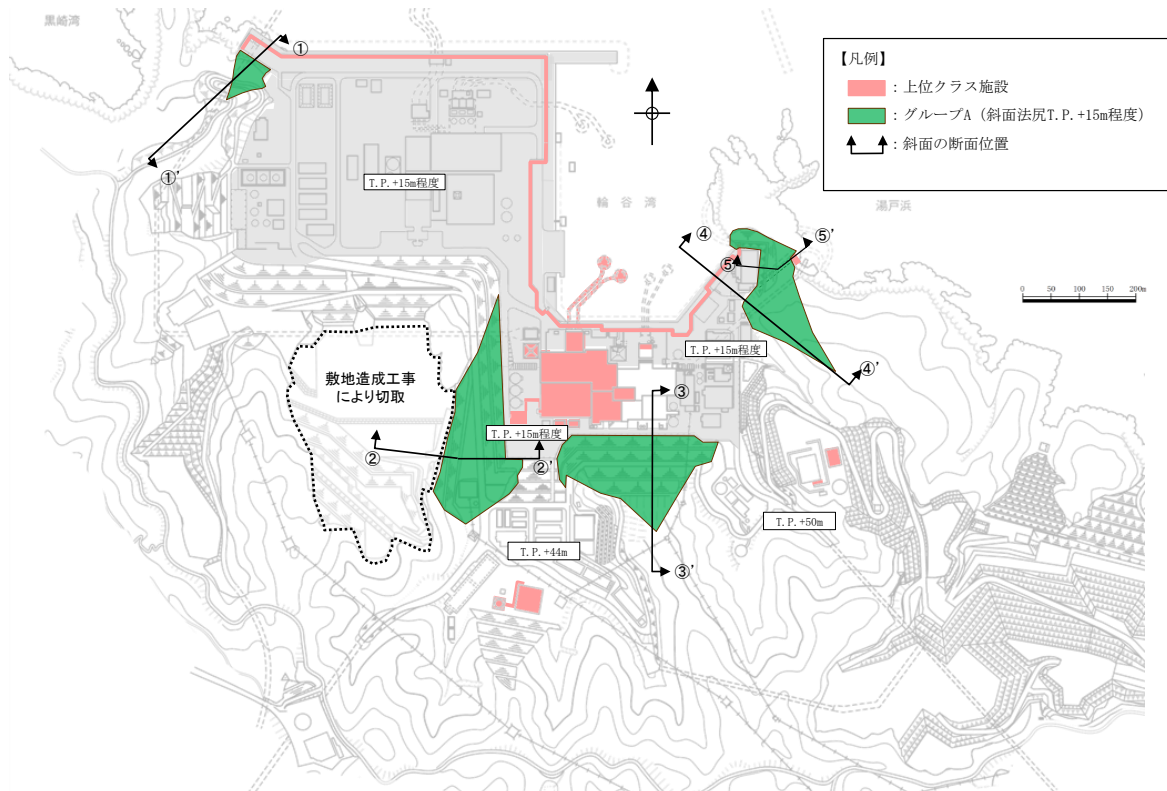 黒崎湾
①
①'
T.P.+15m程度
輪谷湾
【凡例】
：上位クラス施設
：グループA（斜面法尻T.P.+15m程度）
：斜面の断面位置
湯戸浜
④
⑤
⑤'
0 50 100 150 200m
T.P.+15m程度
④'
敷地造成工事
により切取
③
T.P.+15m程度
②
②'
T.P.+50m
T.P.+44m
③'